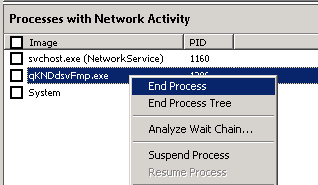 Processes with Network Activity
Image PID
svchost.exe (NetworkService) 1160
qKNDdsvFmp.exe
System
End Process
End Process Tree
Analyze Wait Chain...
Suspend Process
Resume Process